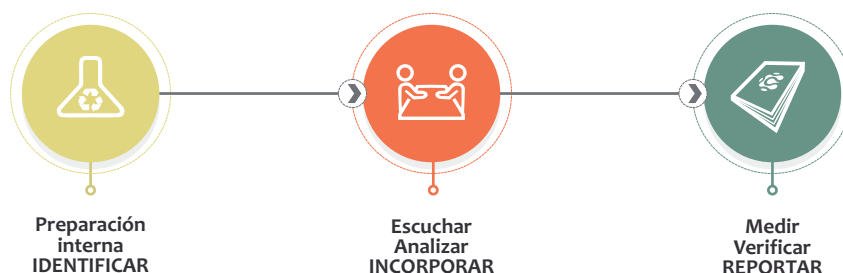 Preparación
interna
IDENTIFICAR
Escuchar
Analizar
INCORPORAR
Medir
Verificar
REPORTAR